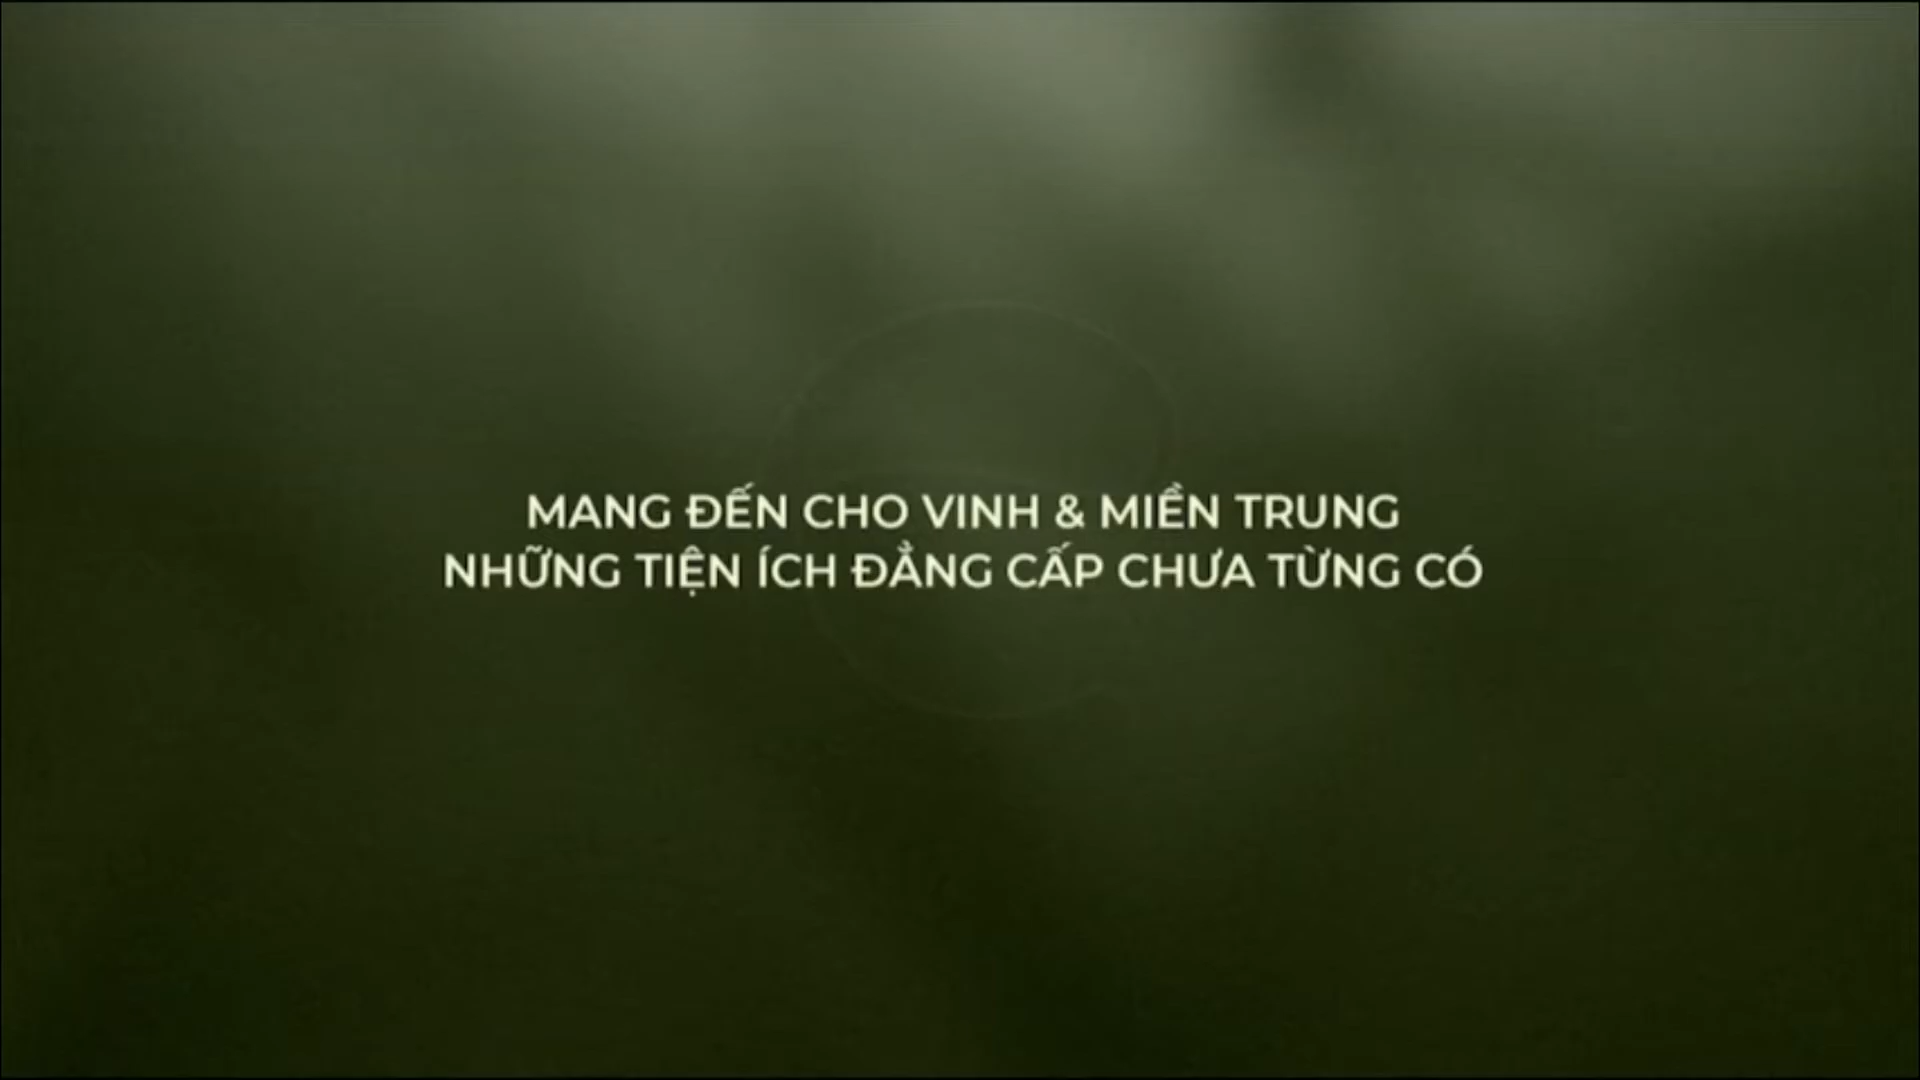 MANG ĐẾN CHO VINH & MIỀN TRUNG
NHỮNG TIỆN ÍCH ĐẲNG CẤP CHƯA TỪNG CÓ